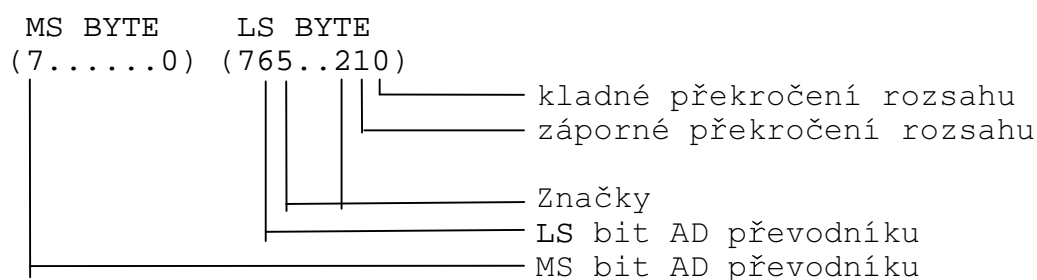 MS BYTE LS BYTE
(7......0) (765..210)
kladné překročení rozsahu
záporné překročení rozsahu
Značky
LS bit AD převodníku
MS bit AD převodníku